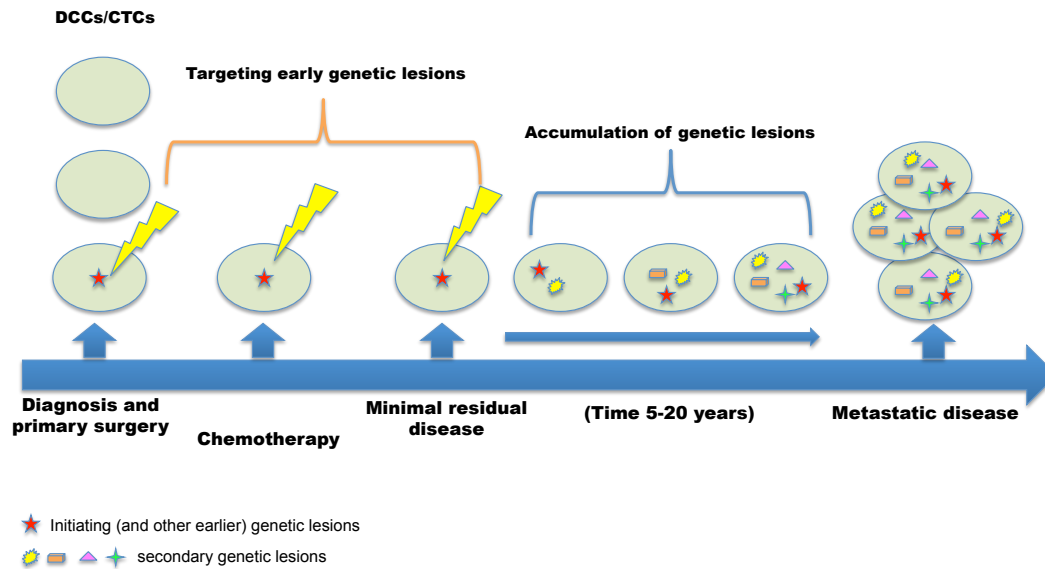 DCCs/CTCs
Targeting early genetic lesions
Accumulation of genetic lesions
Diagnosis and
primary surgery
Chemotherapy
Minimal residual
disease
(Time 5-20 years)
Metastatic disease
Initiating (and other earlier) genetic lesions
secondary genetic lesions